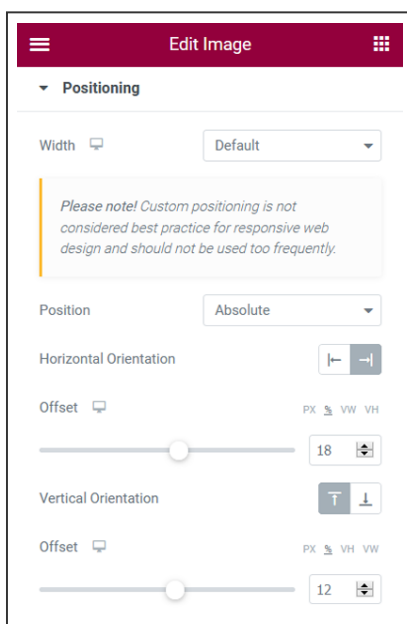 Edit Image
Positioning
Width Default
Please note! Custom positioning is not
considered best practice for responsive web
design and should not be used too frequently.
Position Absolute
Horizontal Orientation
Offset PX % VW VH
18
Vertical Orientation
Offset PX % VH VW
12